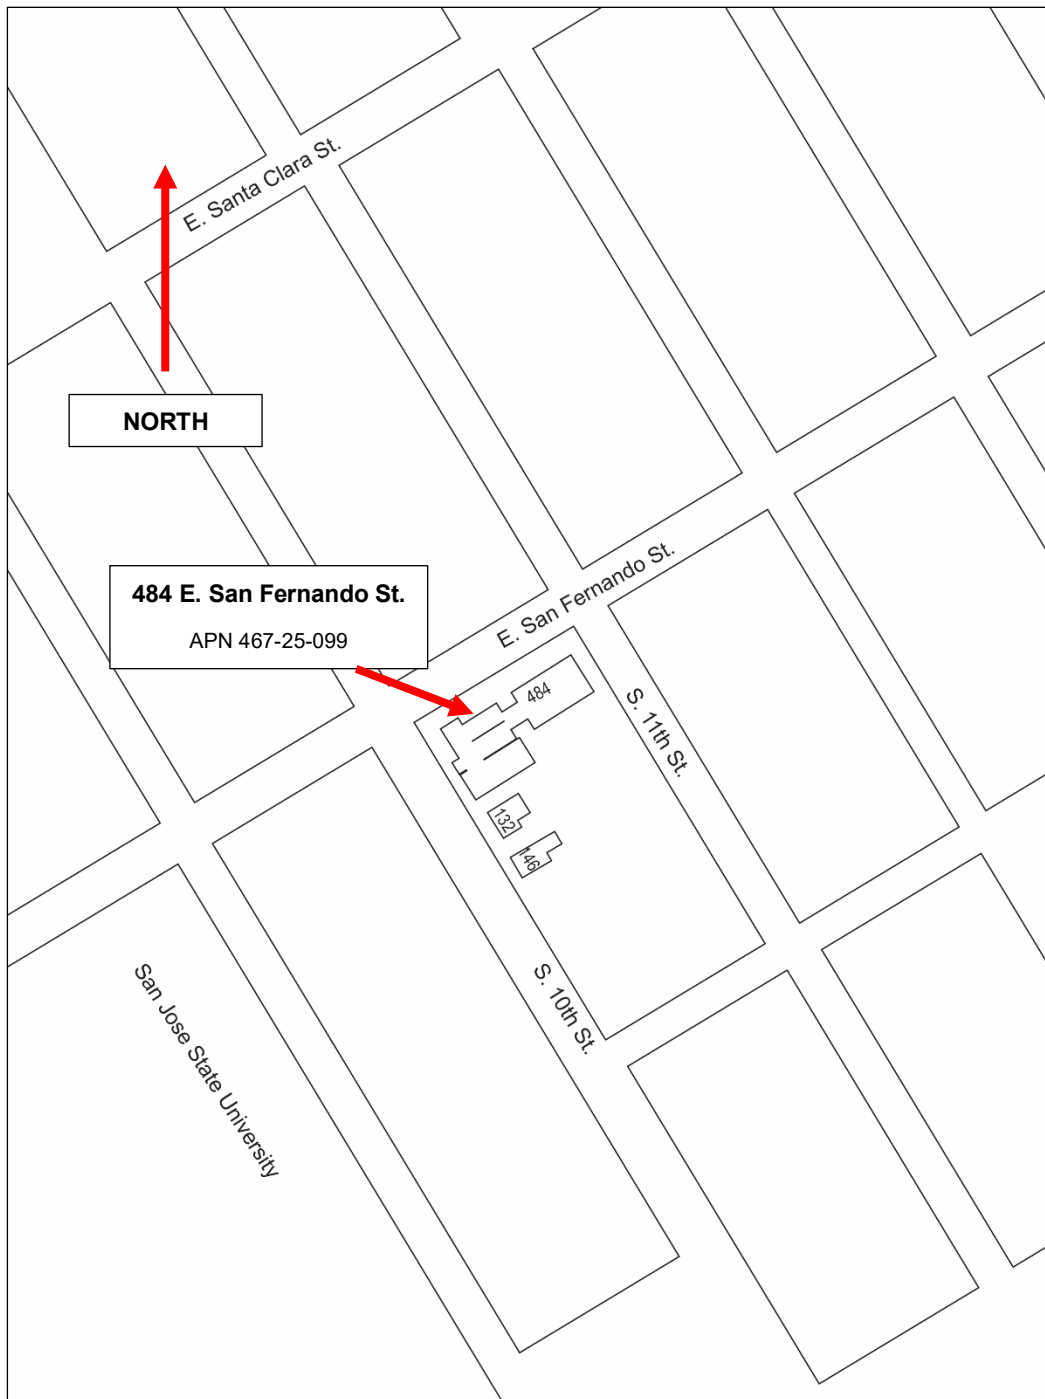 E. Santa Clara St.
NORTH
484 E. San Fernando St.
APN 467-25-099
E. San Fernando St.
484
S. 11th St.
132
146
S. 10th St.
San Jose State University